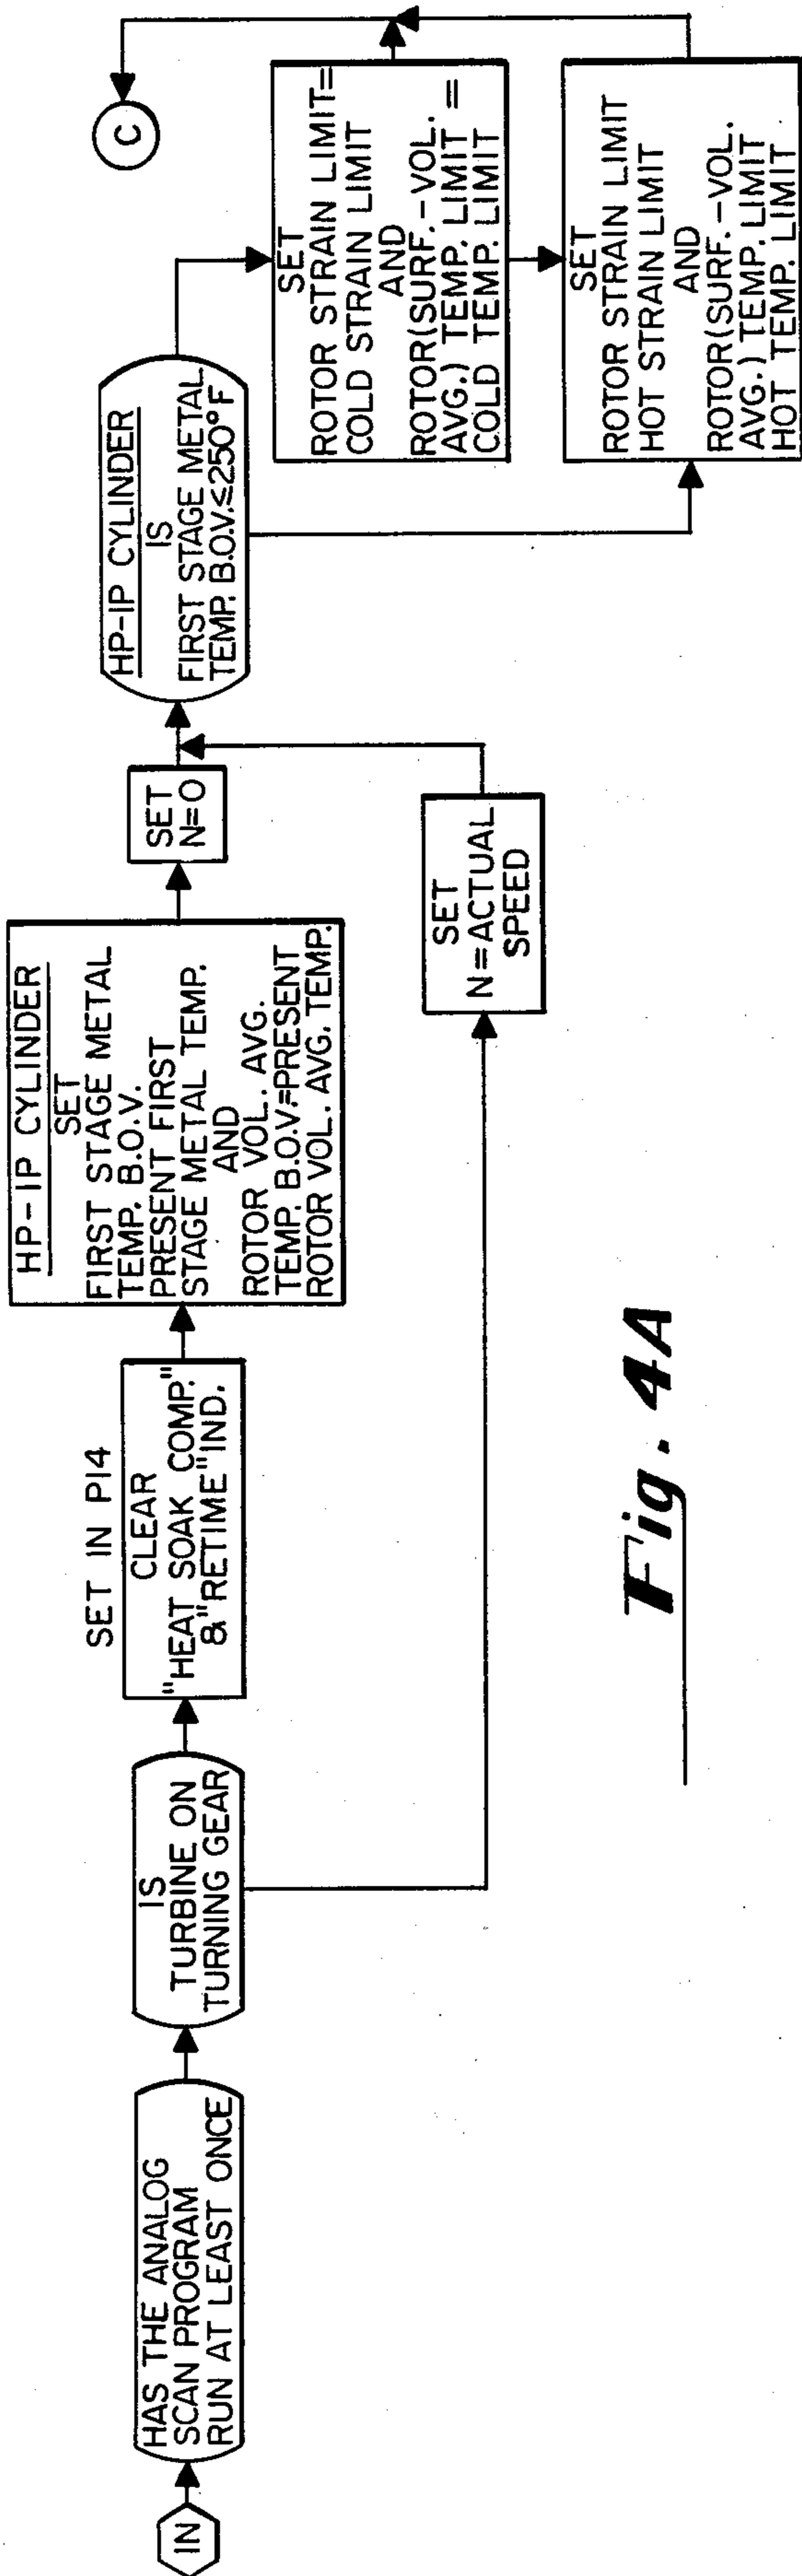 IN
HAS THE ANALOG
SCAN PROGRAM
RUN AT LEAST ONCE
IS
TURBINE ON
TURNING GEAR
SET IN P14
CLEAR
"HEAT SOAK COMP."
&"RETIME"IND.
HP-IP CYLINDER
SET
FIRST STAGE METAL
TEMP. B.O.V.
PRESENT FIRST
STAGE METAL TEMP.
AND
ROTOR VOL. AVG.
TEMP. B.O.V.=PRESENT
ROTOR VOL. AVG. TEMP.
SET
N=O
SET
N=ACTUAL
SPEED
HP-IP CYLINDER
IS
FIRST STAGE METAL
TEMP. B.O.V.≤250°F
SET
ROTOR STRAIN LIMIT=
COLD STRAIN LIMIT
AND
ROTOR(SURF.-VOL.
AVG.) TEMP. LIMIT =
COLD TEMP. LIMIT
SET
ROTOR STRAIN LIMIT
HOT STRAIN LIMIT
AND
ROTOR(SURF.-VOL.
AVG.) TEMP. LIMIT
HOT TEMP. LIMIT
C
Fig. 4A